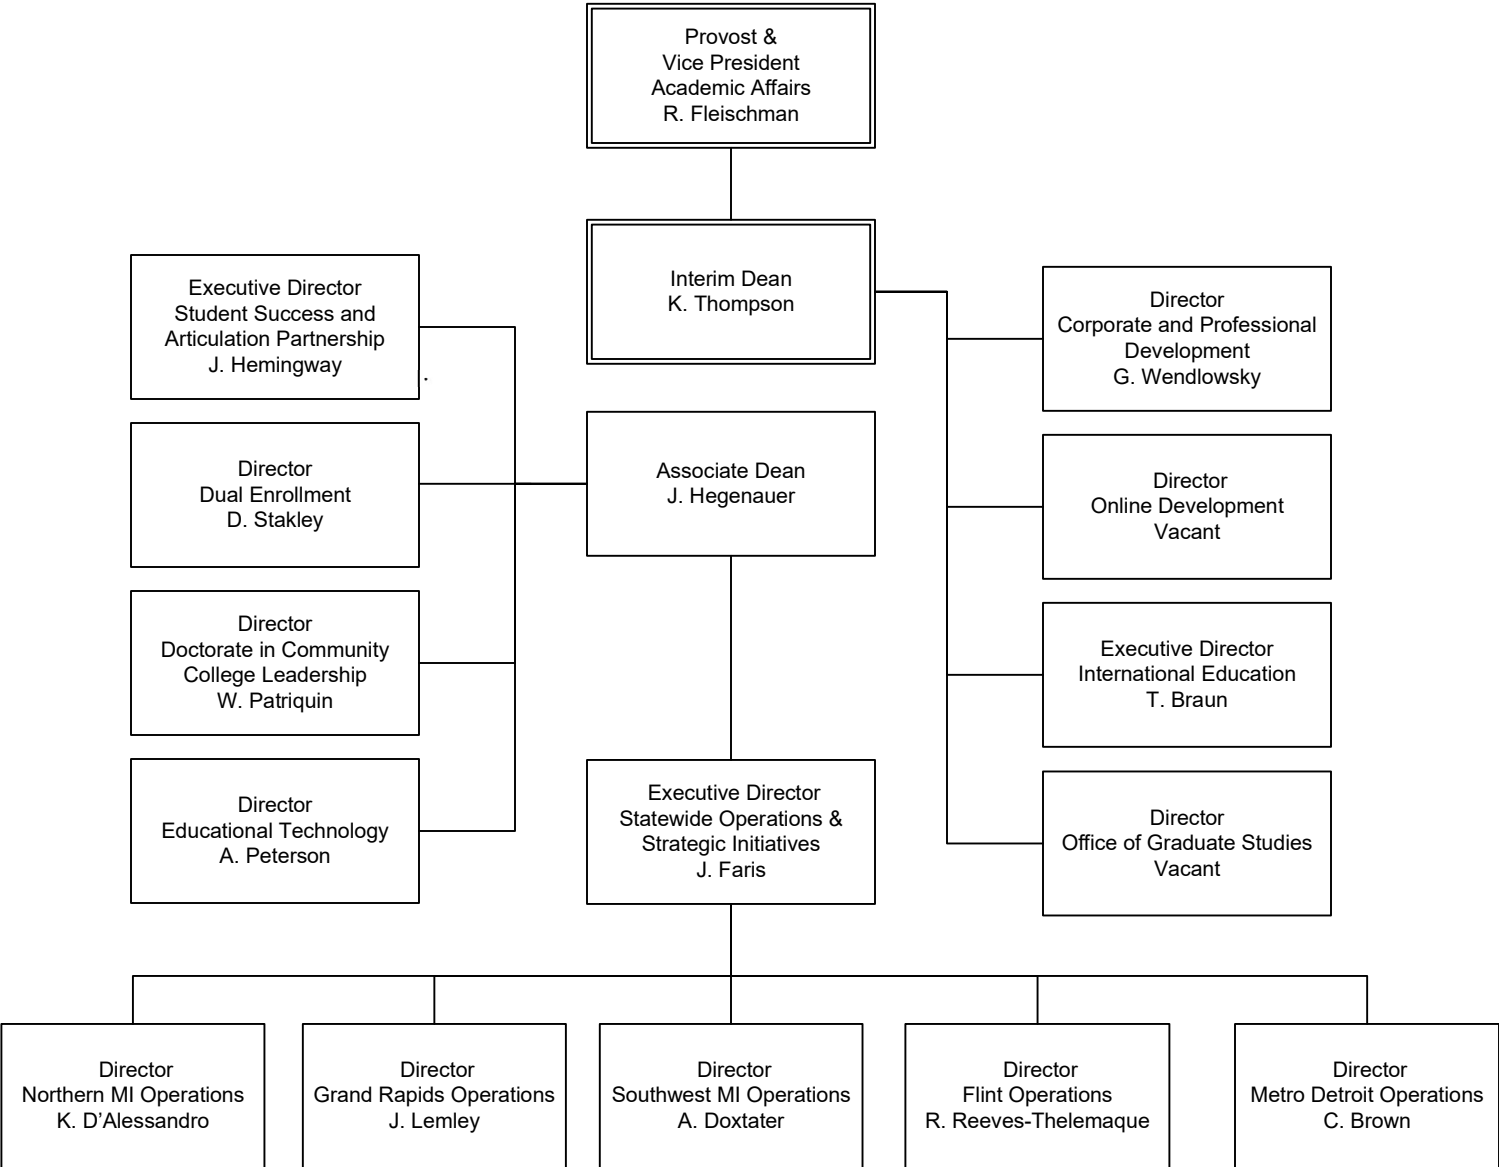 Provost &
Vice President
Academic Affairs
R. Fleischman
Interim Dean
K. Thompson
Executive Director
Student Success and
Articulation Partnership
J. Hemingway
.
Director
Corporate and Professional
Development
G. Wendlowsky
Associate Dean
J. Hegenauer
Director
Dual Enrollment
D. Stakley
Director
Online Development
Vacant
Director
Doctorate in Community
College Leadership
W. Patriquin
Executive Director
International Education
T. Braun
Director
Educational Technology
A. Peterson
Executive Director
Statewide Operations &
Strategic Initiatives
J. Faris
Director
Office of Graduate Studies
Vacant
Director
Northern MI Operations
K. D’Alessandro
Director
Grand Rapids Operations
J. Lemley
Director
Southwest MI Operations
A. Doxtater
Director
Flint Operations
R. Reeves-Thelemaque
Director
Metro Detroit Operations
C. Brown